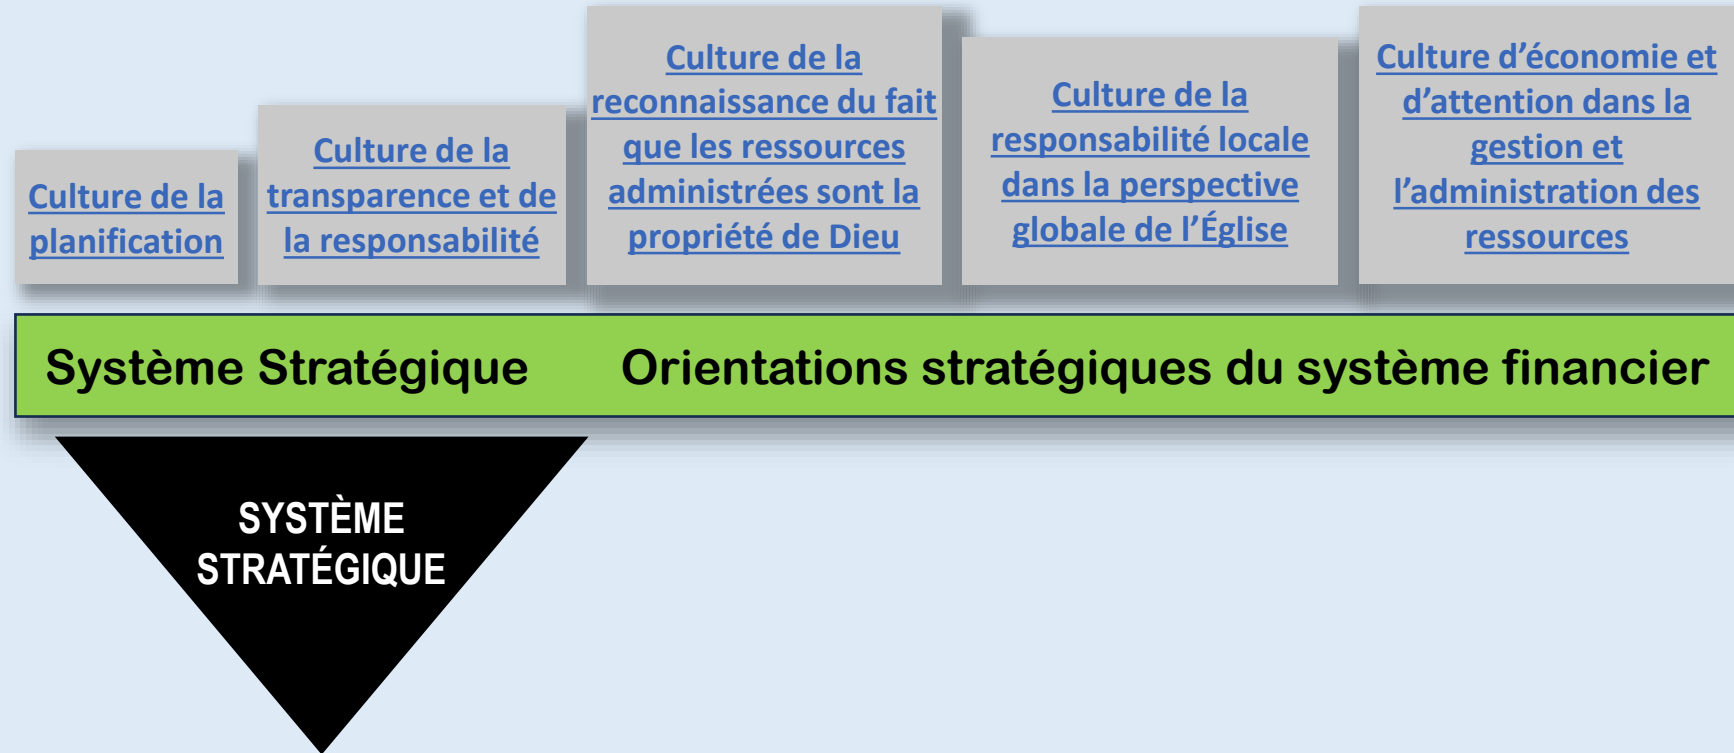 Culture de la
planification
Culture de la
transparence et de
la responsabilité
Culture de la
reconnaissance du fait
que les ressources
administrées sont la
propriété de Dieu
Culture de la
responsabilité locale
dans la perspective
globale de l’Église
Culture d’économie et
d’attention dans la
gestion et
l’administration des
ressources
Système Stratégique Orientations stratégiques du système financier
SYSTÈME
STRATÉGIQUE